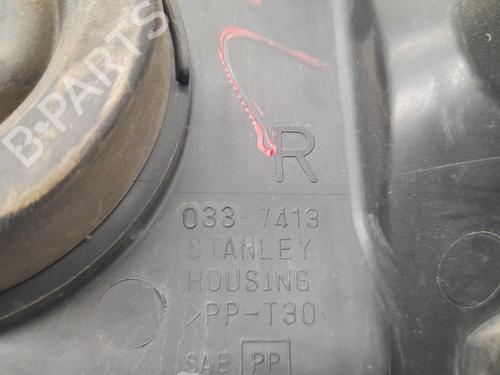 B-PARTS
R
033-7413
STANLEY
HOUSING
>PP-T30<
SAE PP